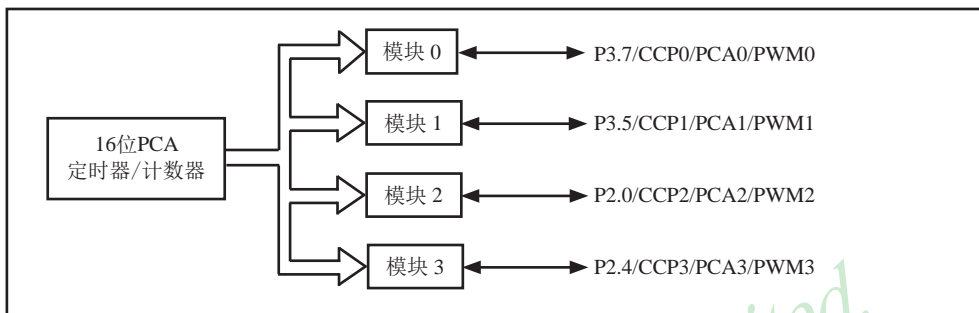 16位PCA
定时器/计数器
模块 0
P3.7/CCP0/PCA0/PWM0
模块 1
P3.5/CCP1/PCA1/PWM1
模块 2
P2.0/CCP2/PCA2/PWM2
模块 3
P2.4/CCP3/PCA3/PWM3